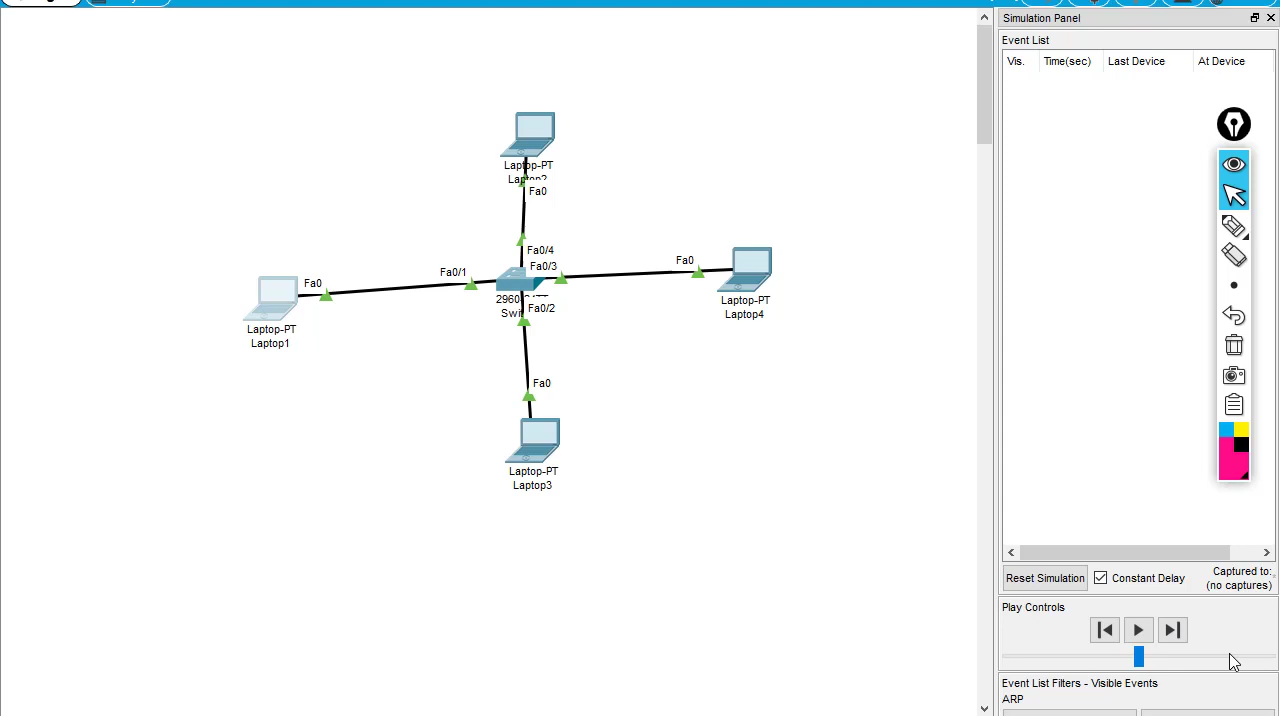 Simulation Panel
Event List
Vis. Time(sec) Last Device At Device
Laptop-PT
Fa0
Fa0/4
Fa0/3
Fa0/1
Fa0
Fa0
Laptop-PT
Laptop1
Laptop-PT
Laptop4
Fa0/2
Fa0
Laptop-PT
Laptop3
Reset Simulation
Constant Delay
Captured to:
(no captures)
Play Controls
Event List Filters - Visible Events
ARP